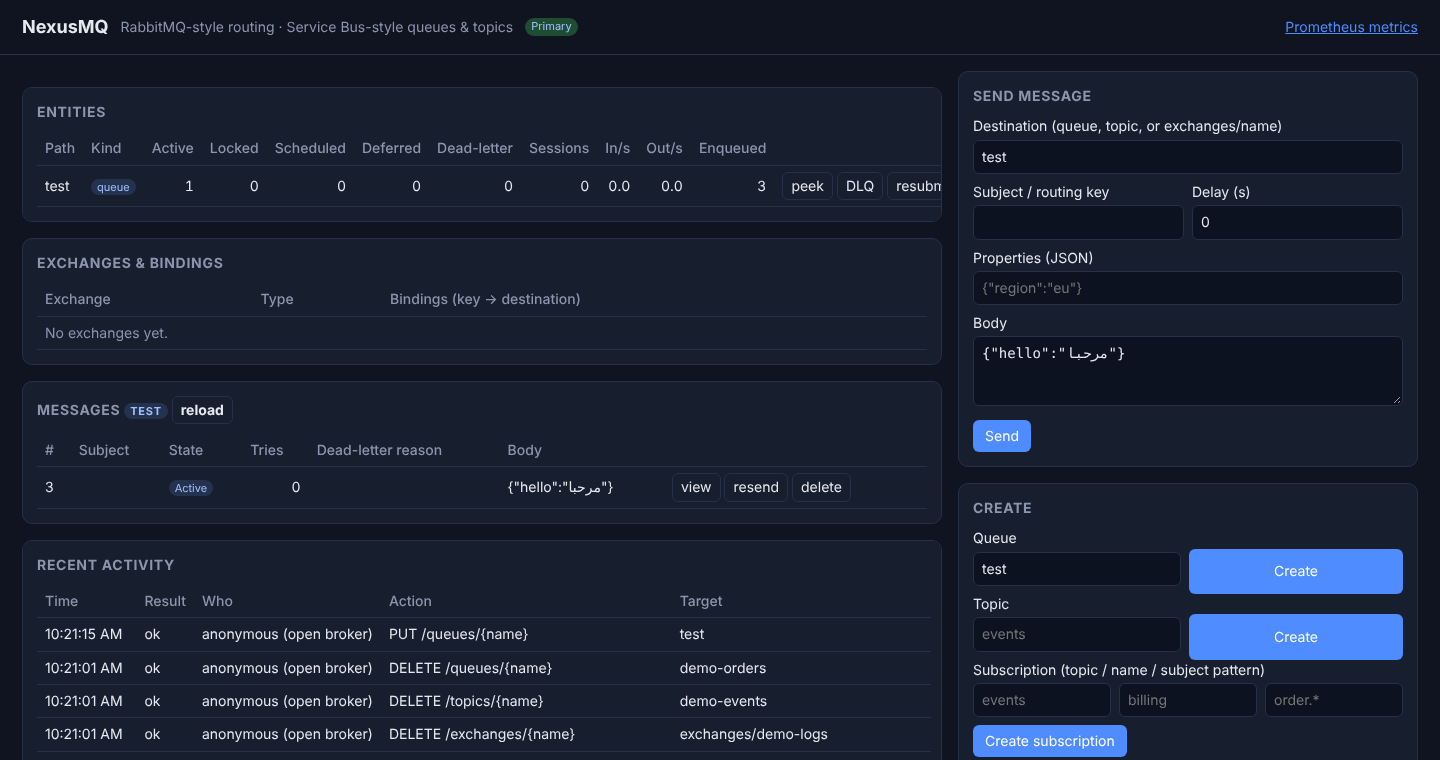 NexusMQ RabbitMQ-style routing · Service Bus-style queues & topics Primary Prometheus metrics
ENTITIES
Path Kind Active Locked Scheduled Deferred Dead-letter Sessions In/s Out/s Enqueued
test queue 1 0 0 0 0 0 0.0 0.0 3 peek DLQ
EXCHANGES & BINDINGS
Exchange Type Bindings (key → destination)
No exchanges yet.
MESSAGES TEST reload
# Subject State Tries Dead-letter reason Body
3 Active 0 {"hello":"مرحبا"} view resend delete
RECENT ACTIVITY
Time Result Who Action Target
10:21:15 AM ok anonymous (open broker) PUT /queues/{name} test
10:21:01 AM ok anonymous (open broker) DELETE /queues/{name} demo-orders
10:21:01 AM ok anonymous (open broker) DELETE /topics/{name} demo-events
10:21:01 AM ok anonymous (open broker) DELETE /exchanges/{name} exchanges/demo-logs
SEND MESSAGE
Destination (queue, topic, or exchanges/name)
test
Subject / routing key Delay (s)
0
Properties (JSON)
{"region":"eu"}
Body
{"hello":"مرحبا"}
Send
CREATE
Queue
test Create
Topic
events Create
Subscription (topic / name / subject pattern)
events billing order.*
Create subscription